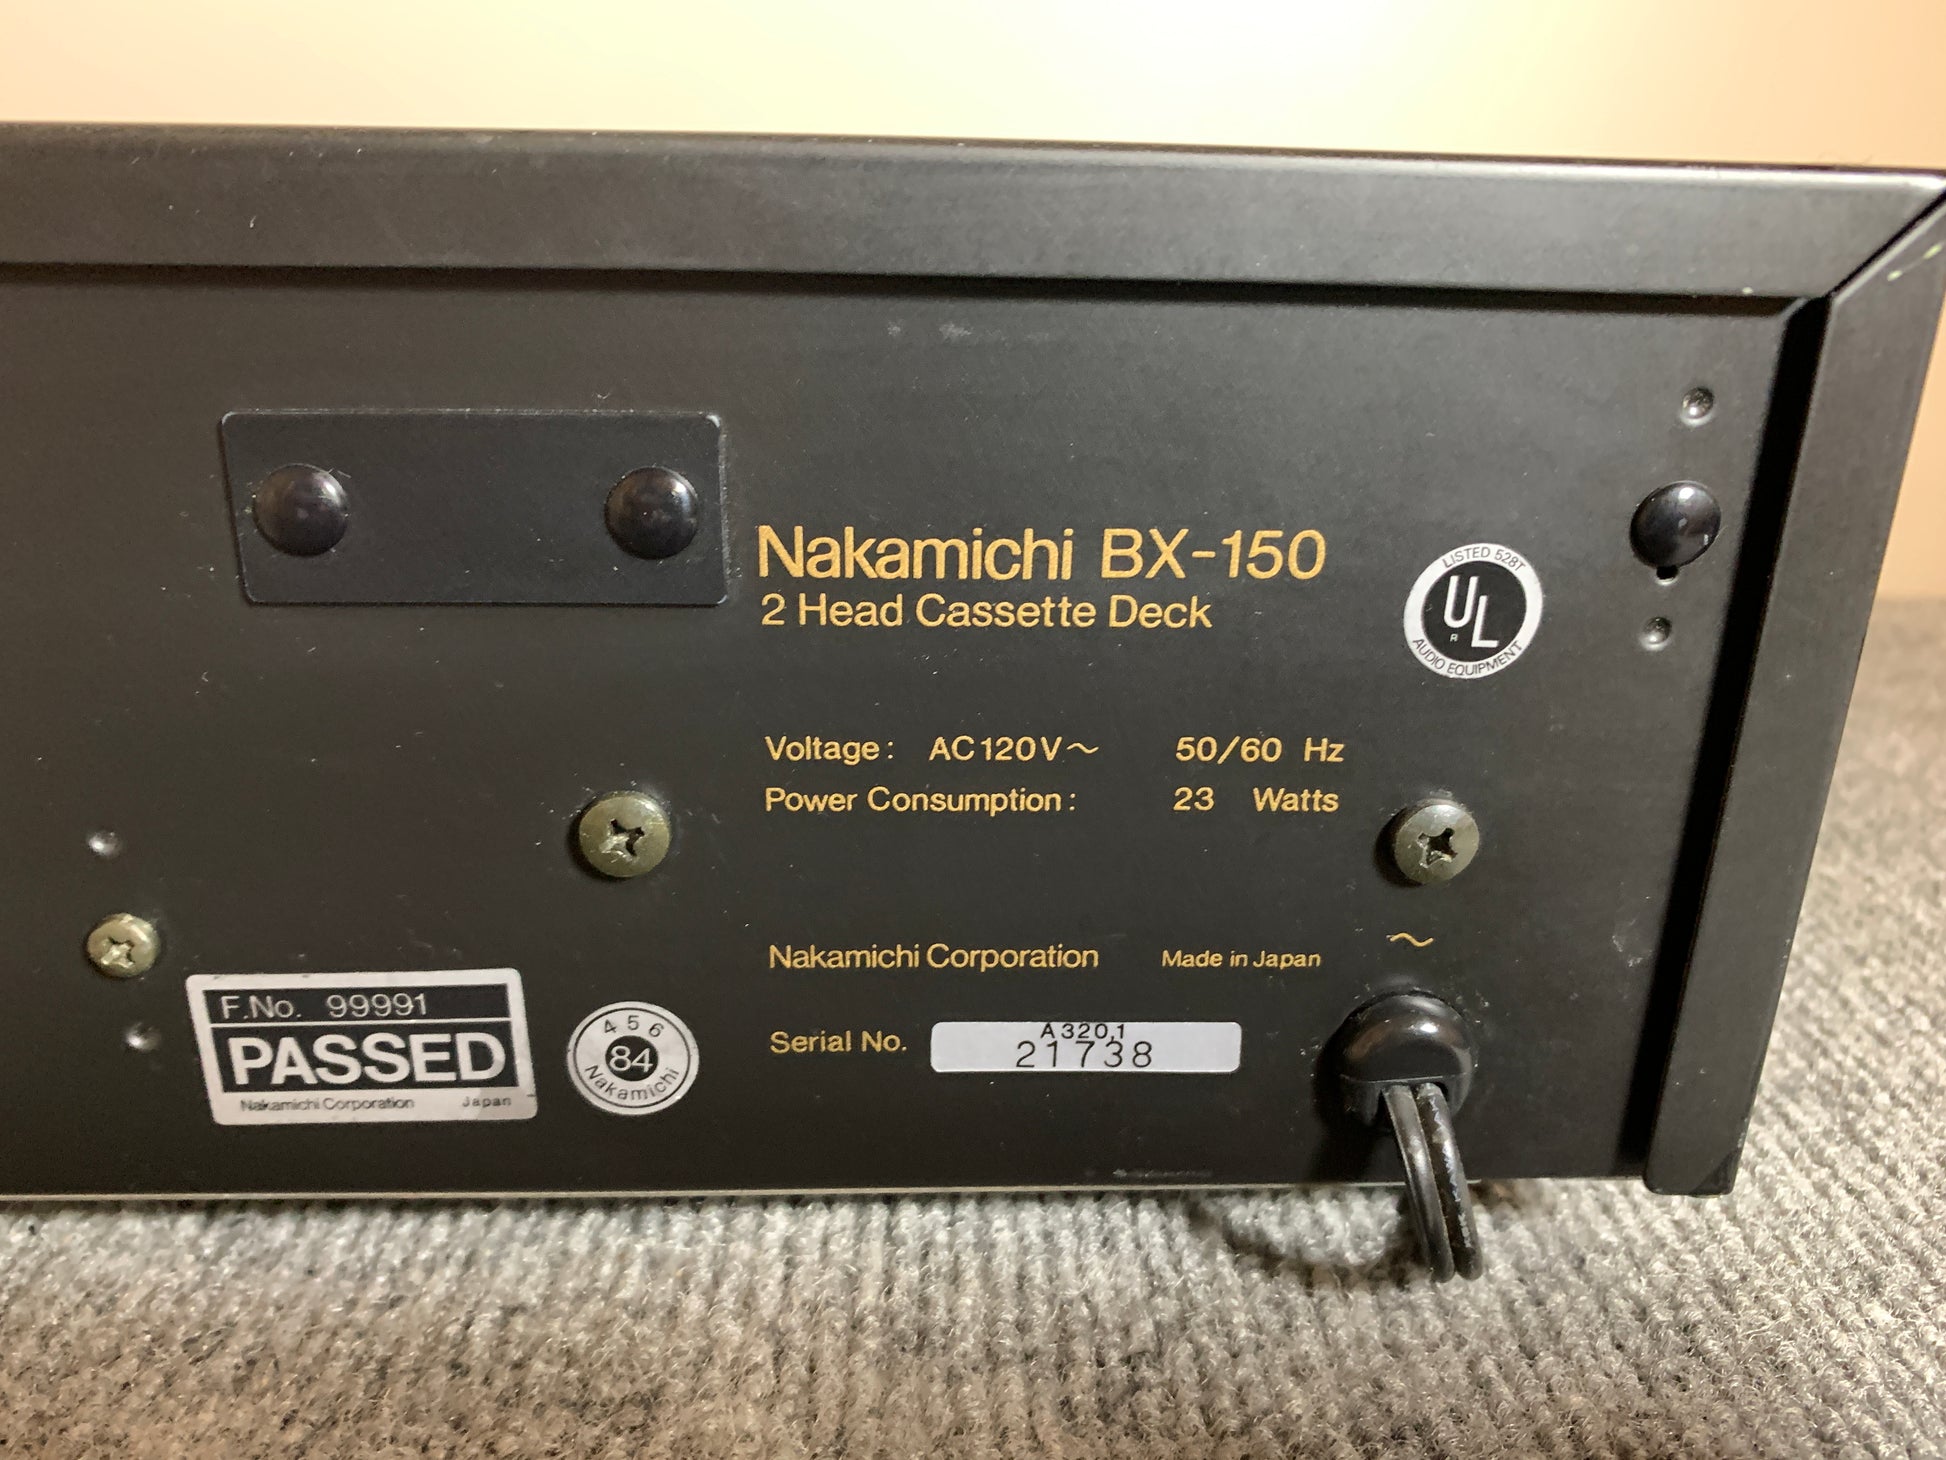 Nakamichi BX-150
2 Head Cassette Deck
LISTED 528T
UL
R
AUDIO EQUIPMENT
Voltage: AC120V~ 50/60 Hz
Power Consumption: 23 Watts
~
Nakamichi Corporation Made in Japan
Serial No. A320,1
21738
F.No. 99991
PASSED
Nakamichi Corporation Japan
4 5 6
84
Nakamichi